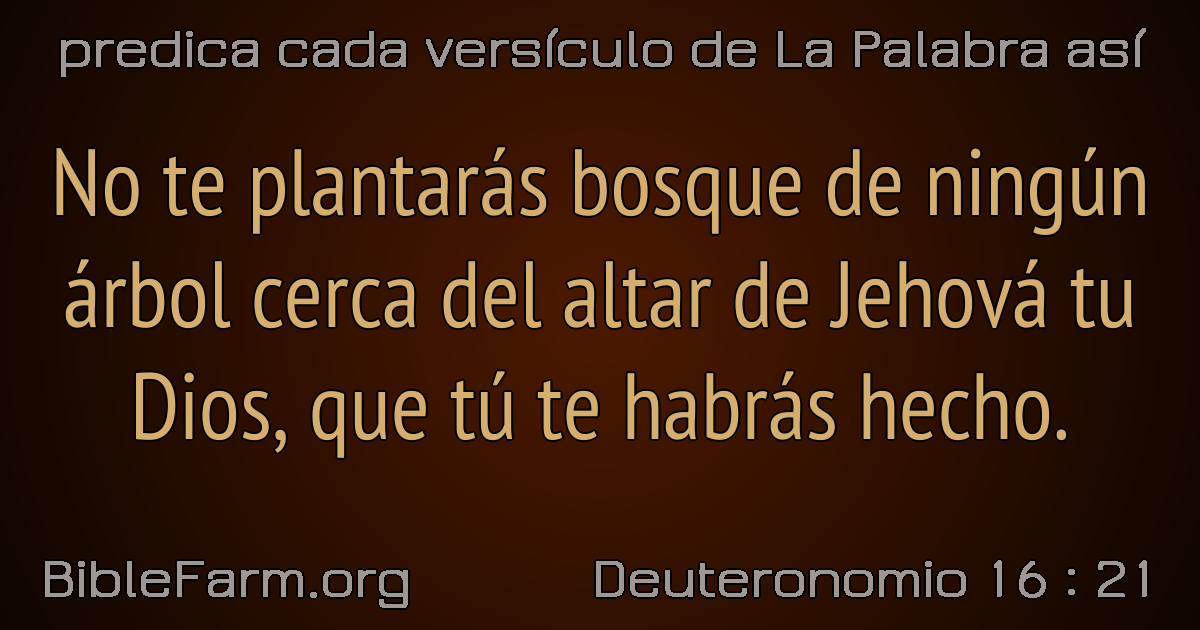 predica cada versículo de La Palabra así
No te plantarás bosque de ningún
árbol cerca del altar de Jehová tu
Dios, que tú te habrás hecho.
BibleFarm.org
Deuteronomio 16 : 21